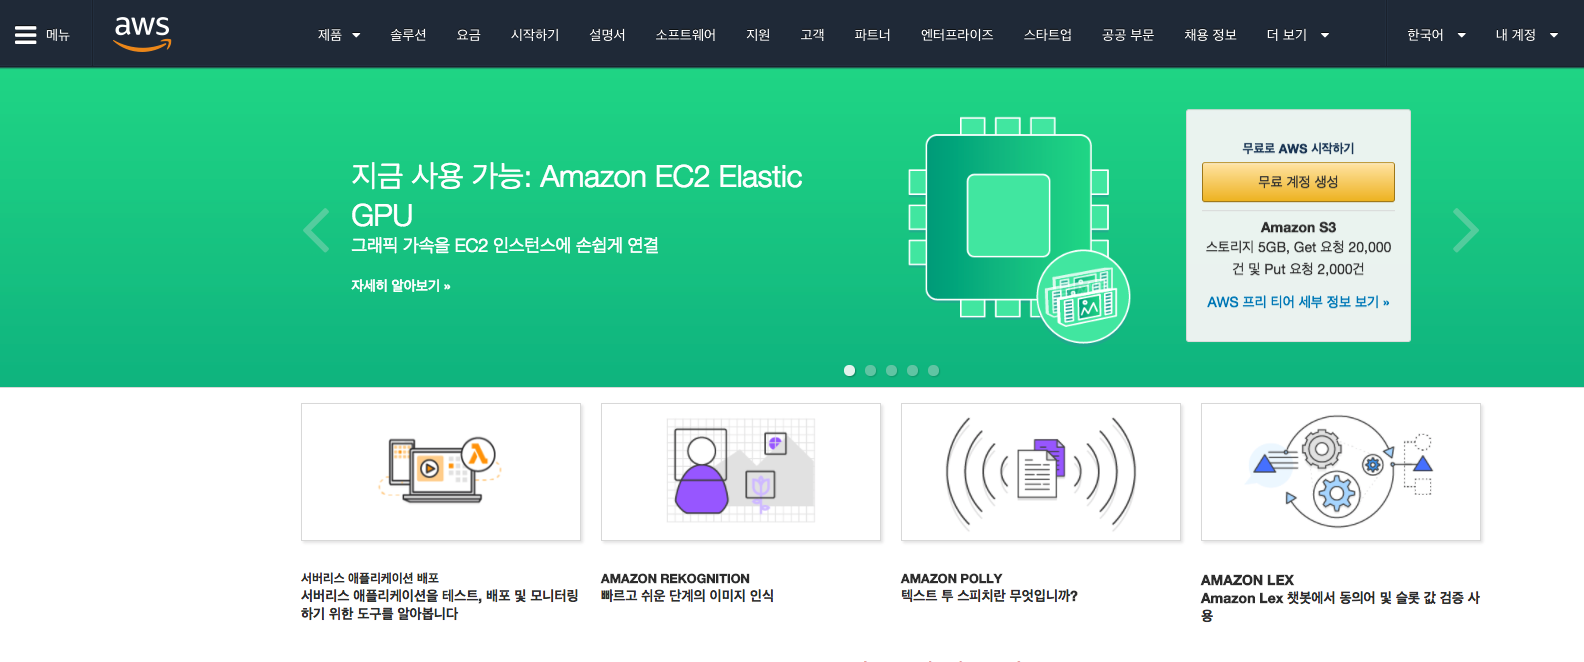 메뉴
aws
제품
솔루션
요금
시작하기
설명서
소프트웨어
지원
고객
파트너
엔터프라이즈
스타트업
공공 부문
채용 정보
더 보기
한국어
내 계정
지금 사용 가능: Amazon EC2 Elastic
GPU
그래픽 가속을 EC2 인스턴스에 손쉽게 연결
자세히 알아보기 »
무료로 AWS 시작하기
무료 계정 생성
Amazon S3
스토리지 5GB, Get 요청 20,000
건 및 Put 요청 2,000건
AWS 프리 티어 세부 정보 보기 »
서버리스 애플리케이션 배포
서버리스 애플리케이션을 테스트, 배포 및 모니터링
하기 위한 도구를 알아봅니다
AMAZON REKOGNITION
빠르고 쉬운 단계의 이미지 인식
AMAZON POLLY
텍스트 투 스피치란 무엇입니까?
AMAZON LEX
Amazon Lex 챗봇에서 동의어 및 슬롯 값 검증 사
용